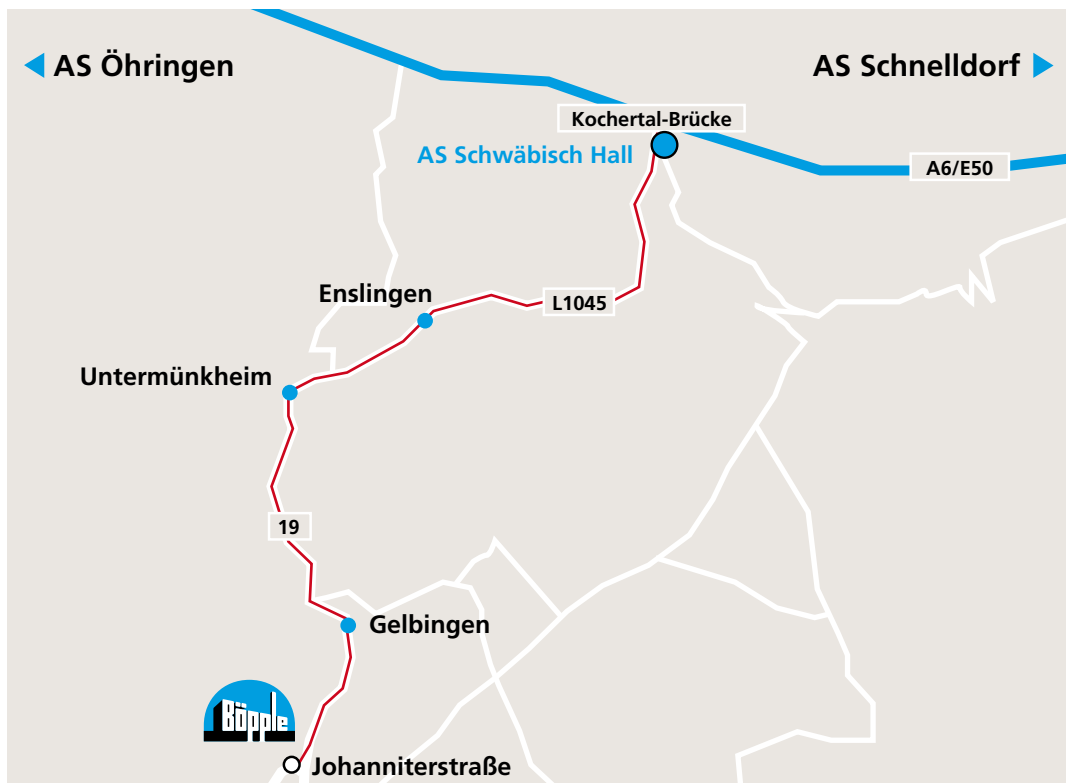 AS Öhringen
AS Schnelldorf
Kochertal-Brücke
AS Schwäbisch Hall
A6/E50
Enslingen
L1045
Untermünkheim
19
Gelbingen
Böpple
Johanniterstraße